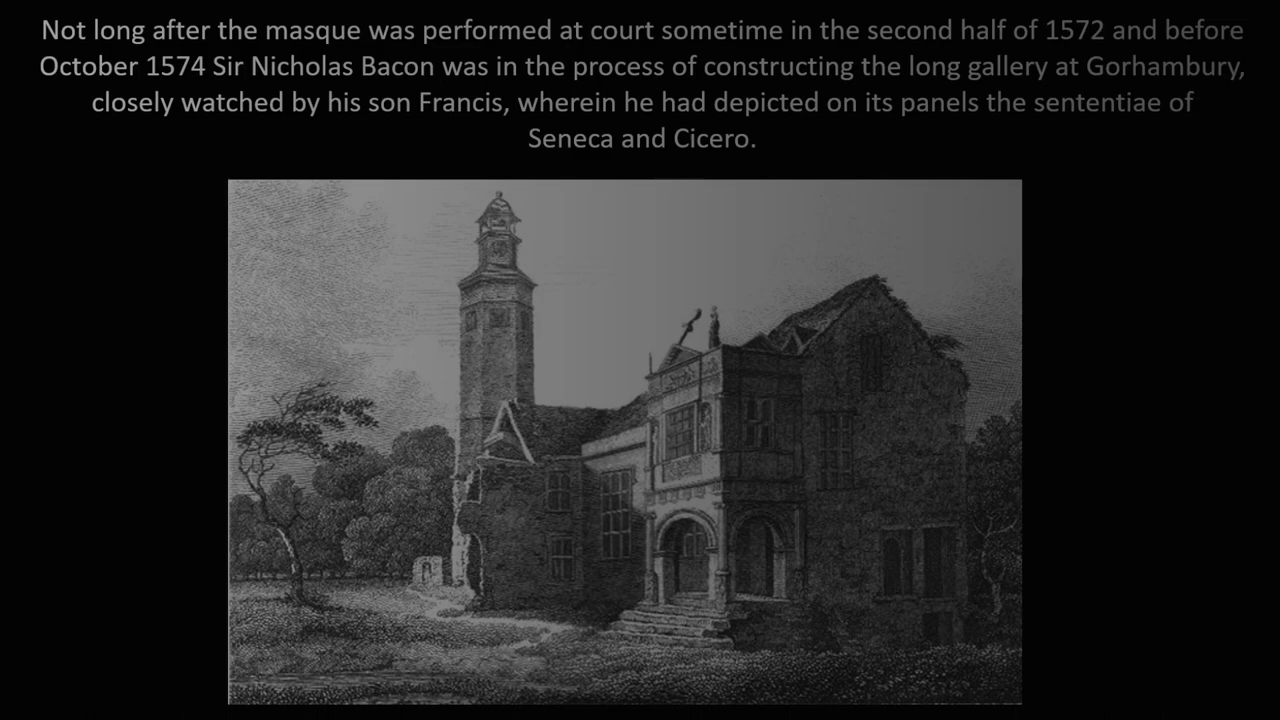 Not long after the masque was performed at court sometime in the second half of 1572 and before
October 1574 Sir Nicholas Bacon was in the process of constructing the long gallery at Gorhambury,
closely watched by his son Francis, wherein he had depicted on its panels the sententiae of
Seneca and Cicero.